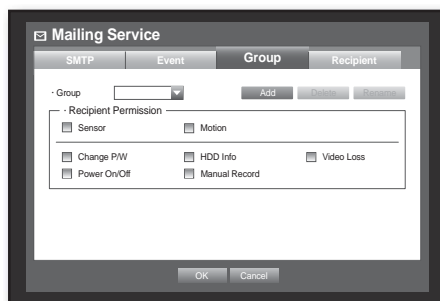 Mailing Service
SMTP Event Group Recipient
· Group Add Delete Rename
· Recipient Permission
Sensor Motion
Change P/W HDD Info Video Loss
Power On/Off Manual Record
OK Cancel